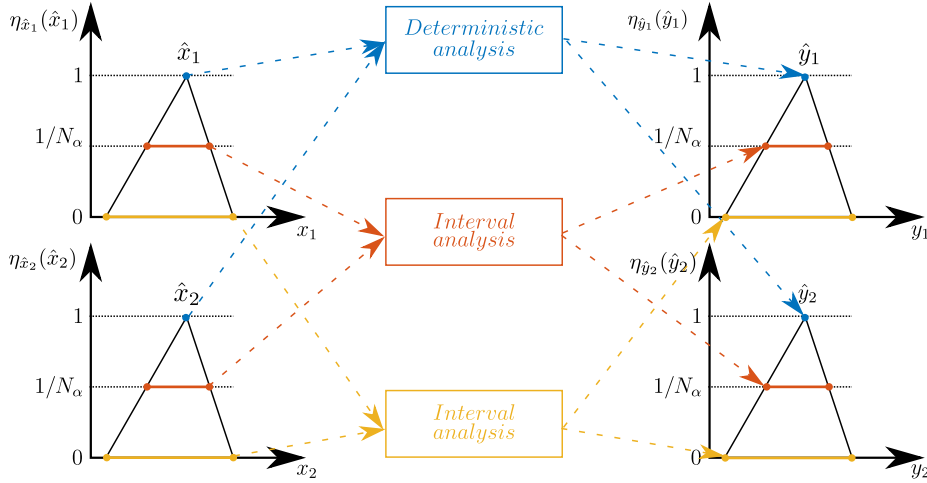 η_{x̂₁}(x̂₁)
x̂₁
1
1/N_α
0
x₁
η_{x̂₂}(x̂₂)
x̂₂
1
1/N_α
0
x₂
Deterministic
analysis
Interval
analysis
Interval
analysis
η_{ŷ₁}(ŷ₁)
ŷ₁
1
1/N_α
0
y₁
η_{ŷ₂}(ŷ₂)
ŷ₂
1
1/N_α
0
y₂